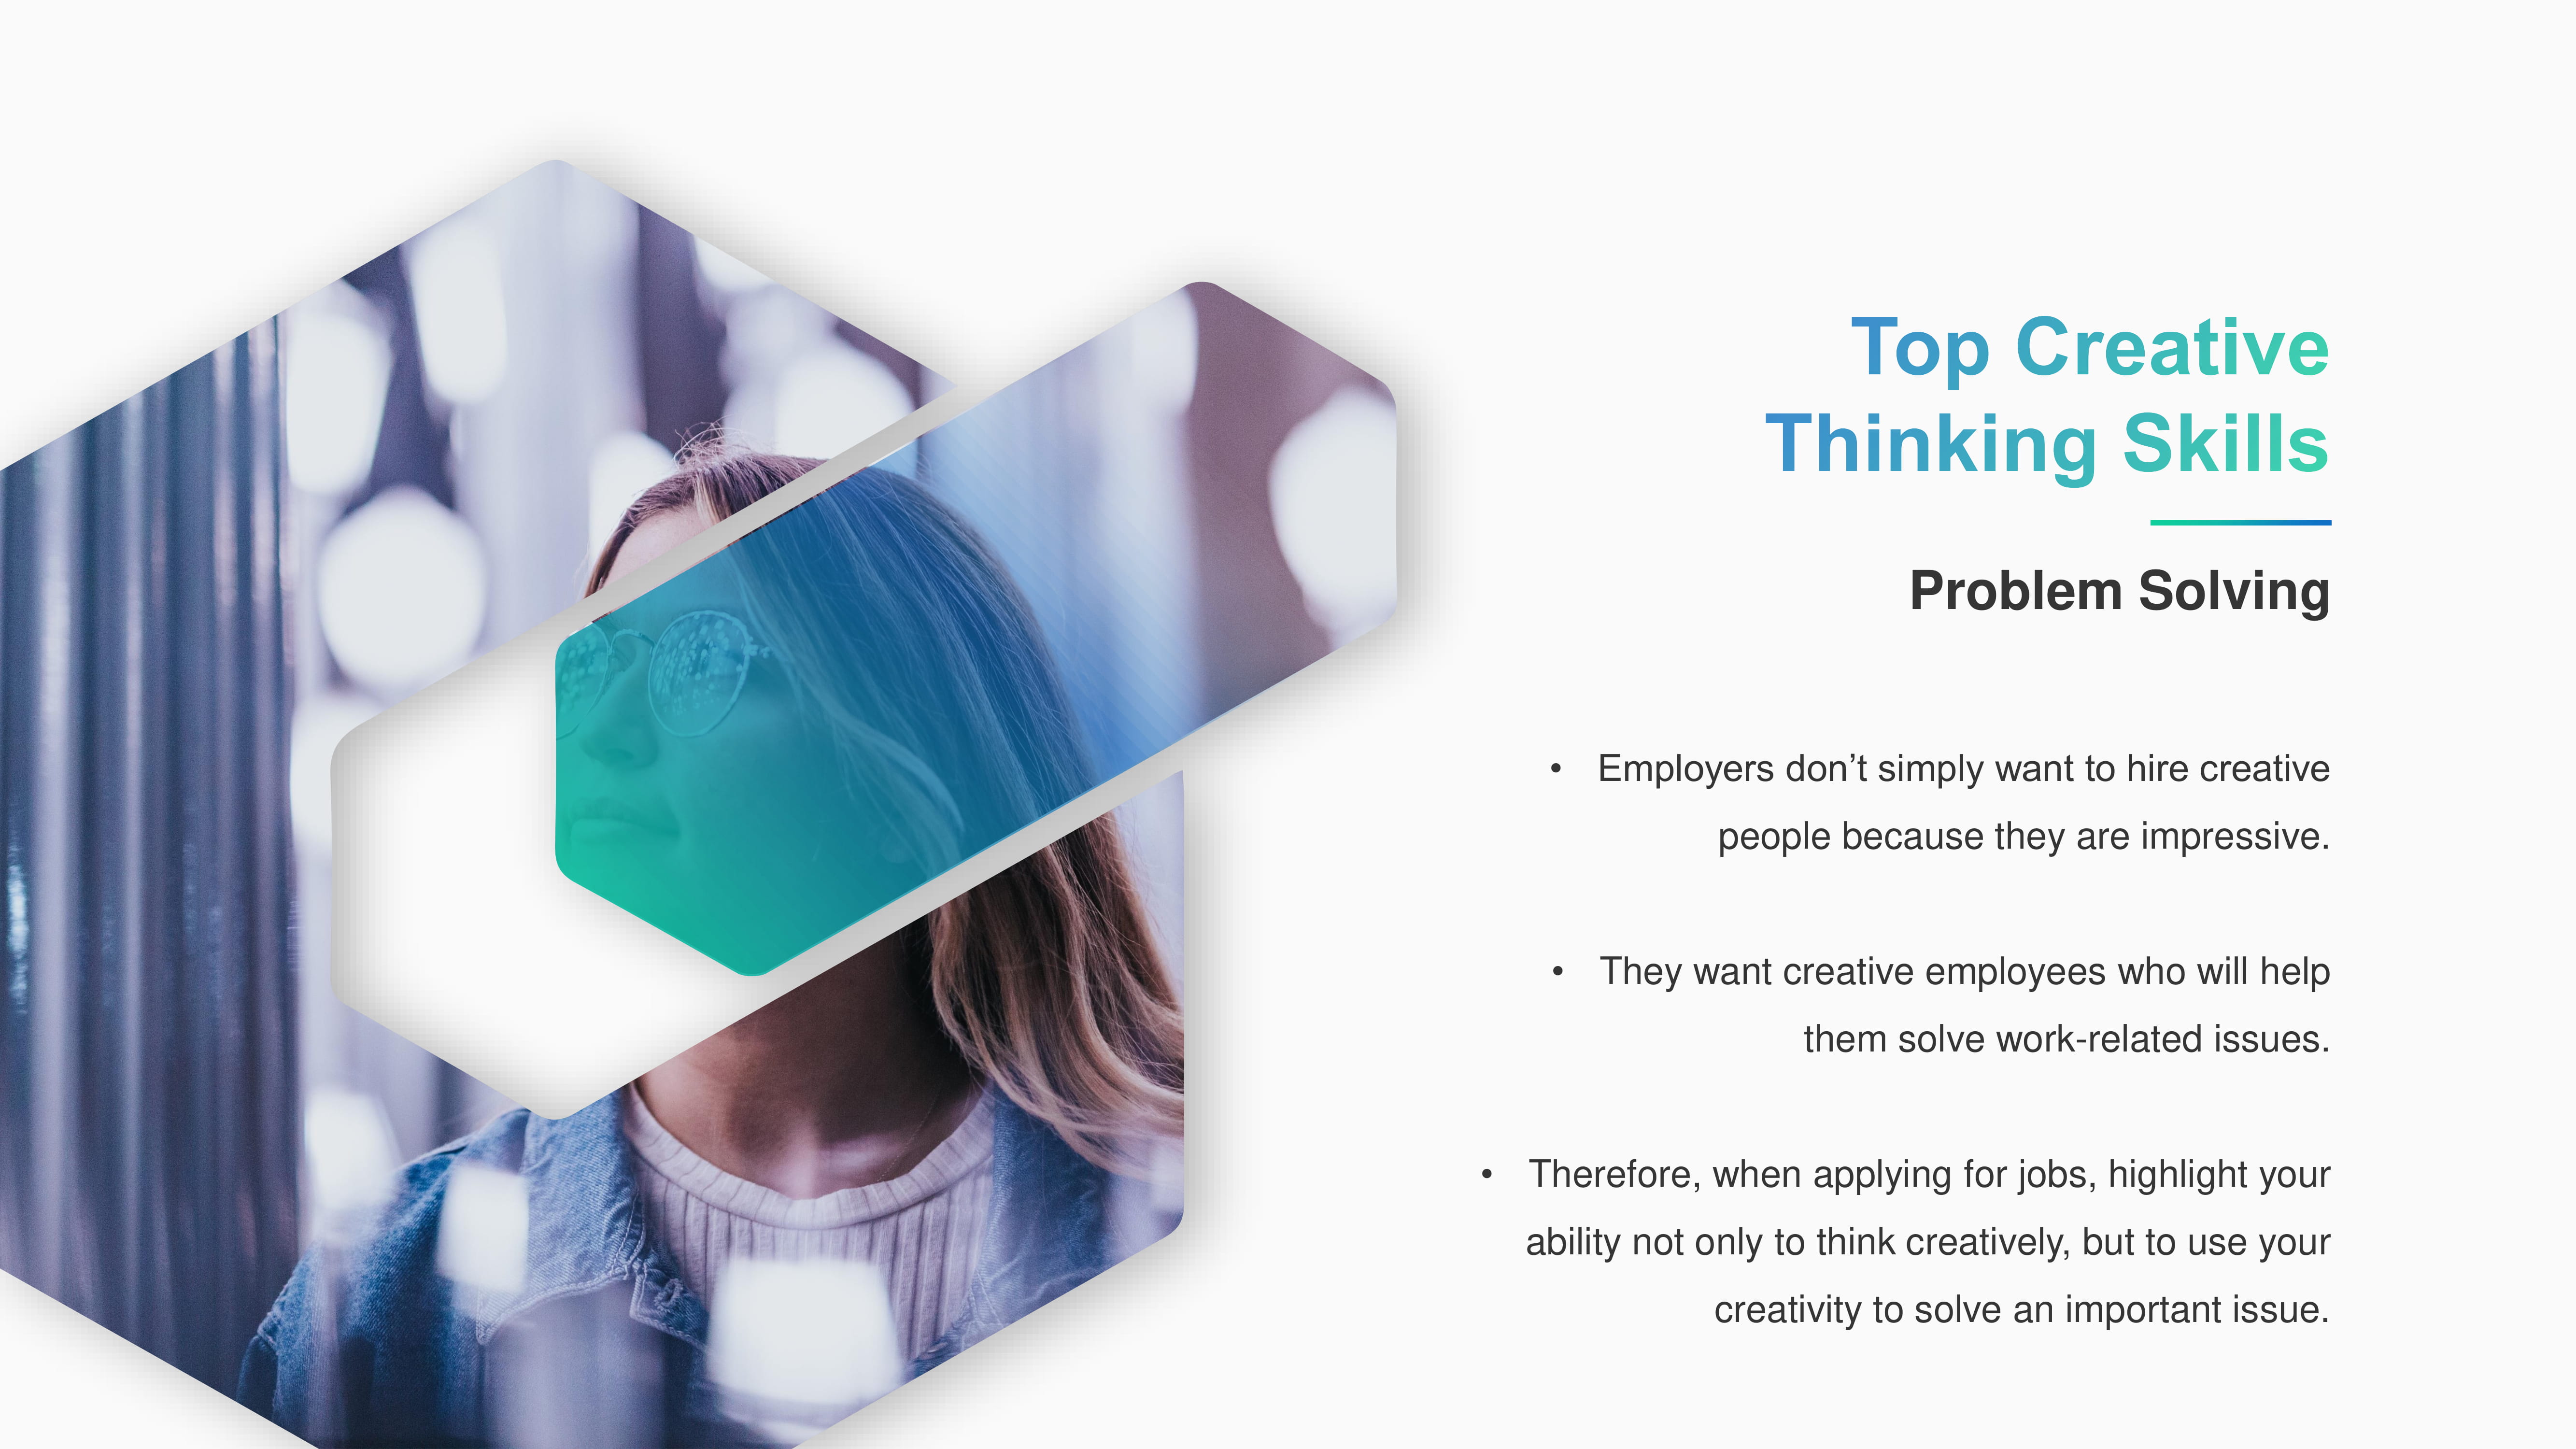 Top Creative
Thinking Skills
Problem Solving
• Employers don’t simply want to hire creative
people because they are impressive.
• They want creative employees who will help
them solve work-related issues.
• Therefore, when applying for jobs, highlight your
ability not only to think creatively, but to use your
creativity to solve an important issue.